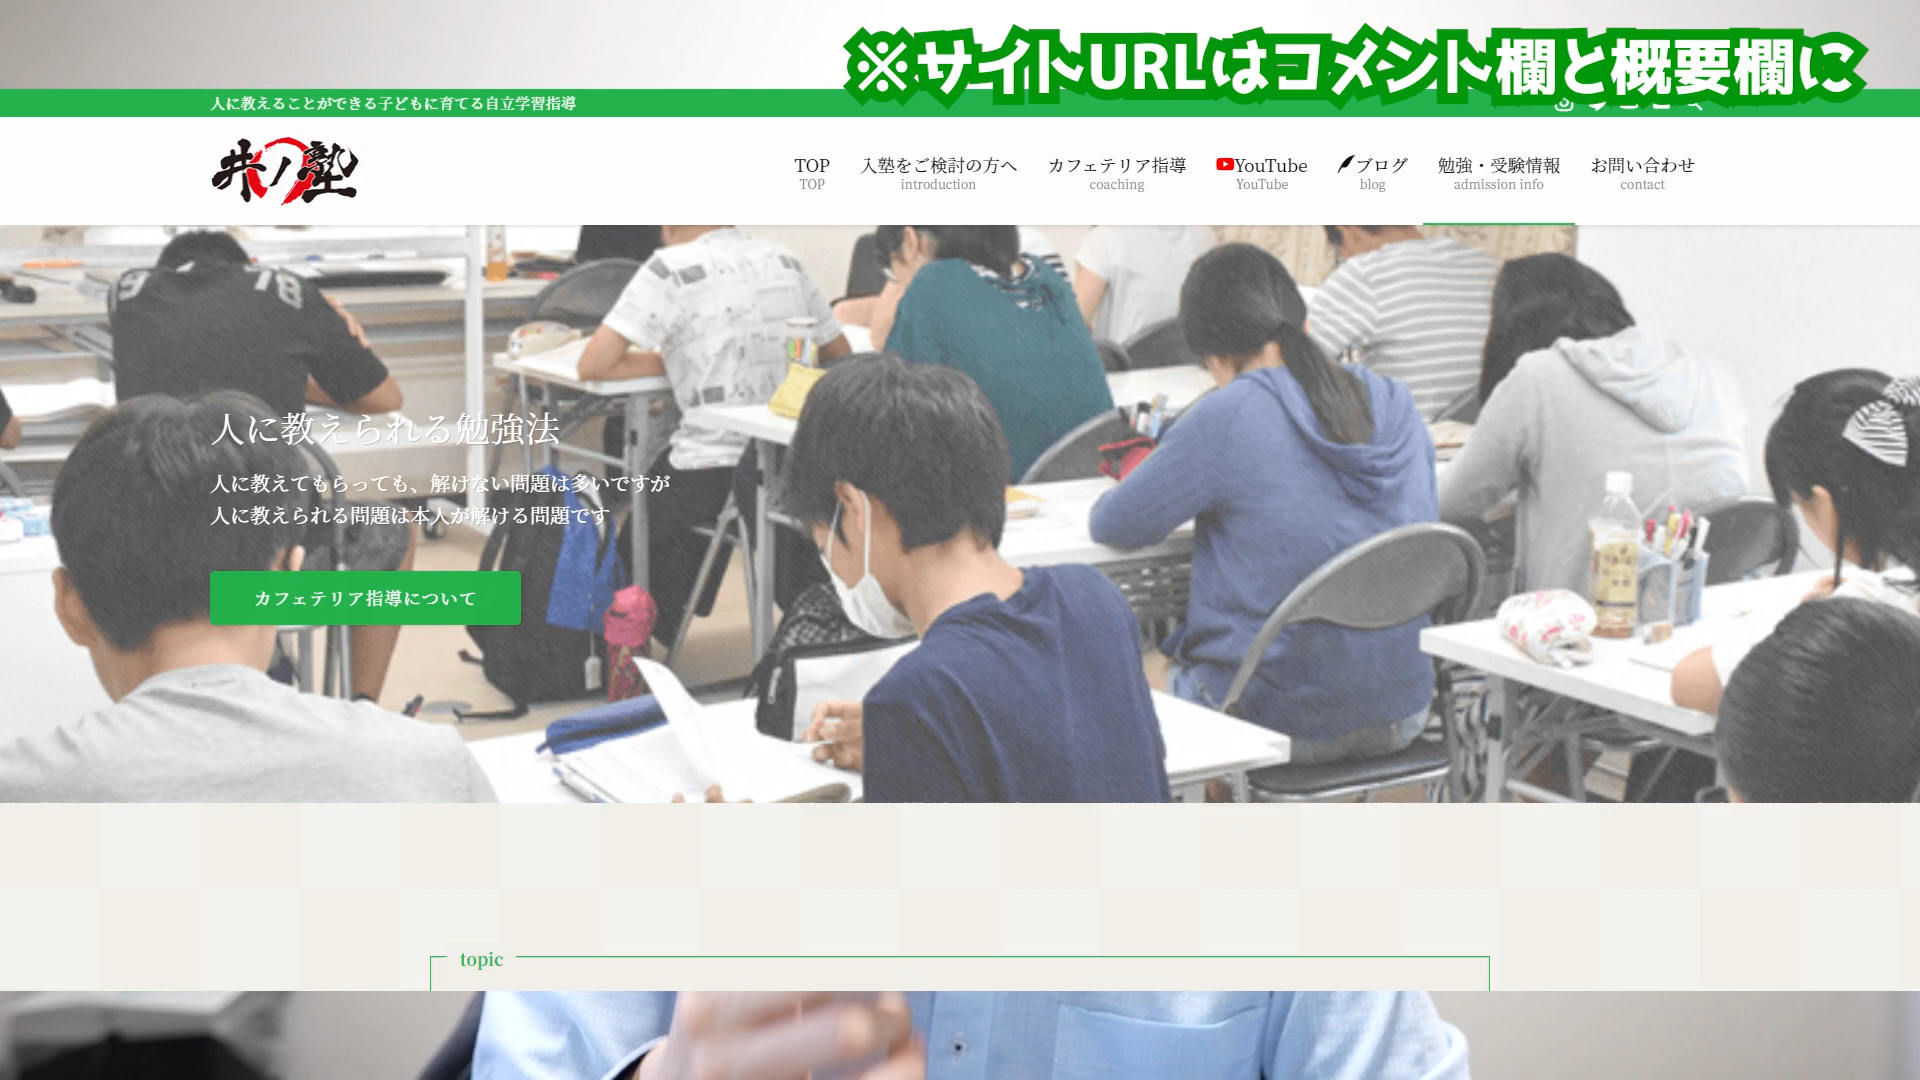 ※サイトURLはコメント欄と概要欄に
人に教えることができる子どもに育てる自立学習指導
井ノ塾
TOP
TOP
入塾をご検討の方へ
introduction
カフェテリア指導
coaching
YouTube
YouTube
ブログ
blog
勉強・受験情報
admission info
お問い合わせ
contact
9 18
人に教えられる勉強法
人に教えてもらっても、解けない問題は多いですが
人に教えられる問題は本人が解ける問題です
カフェテリア指導について
topic